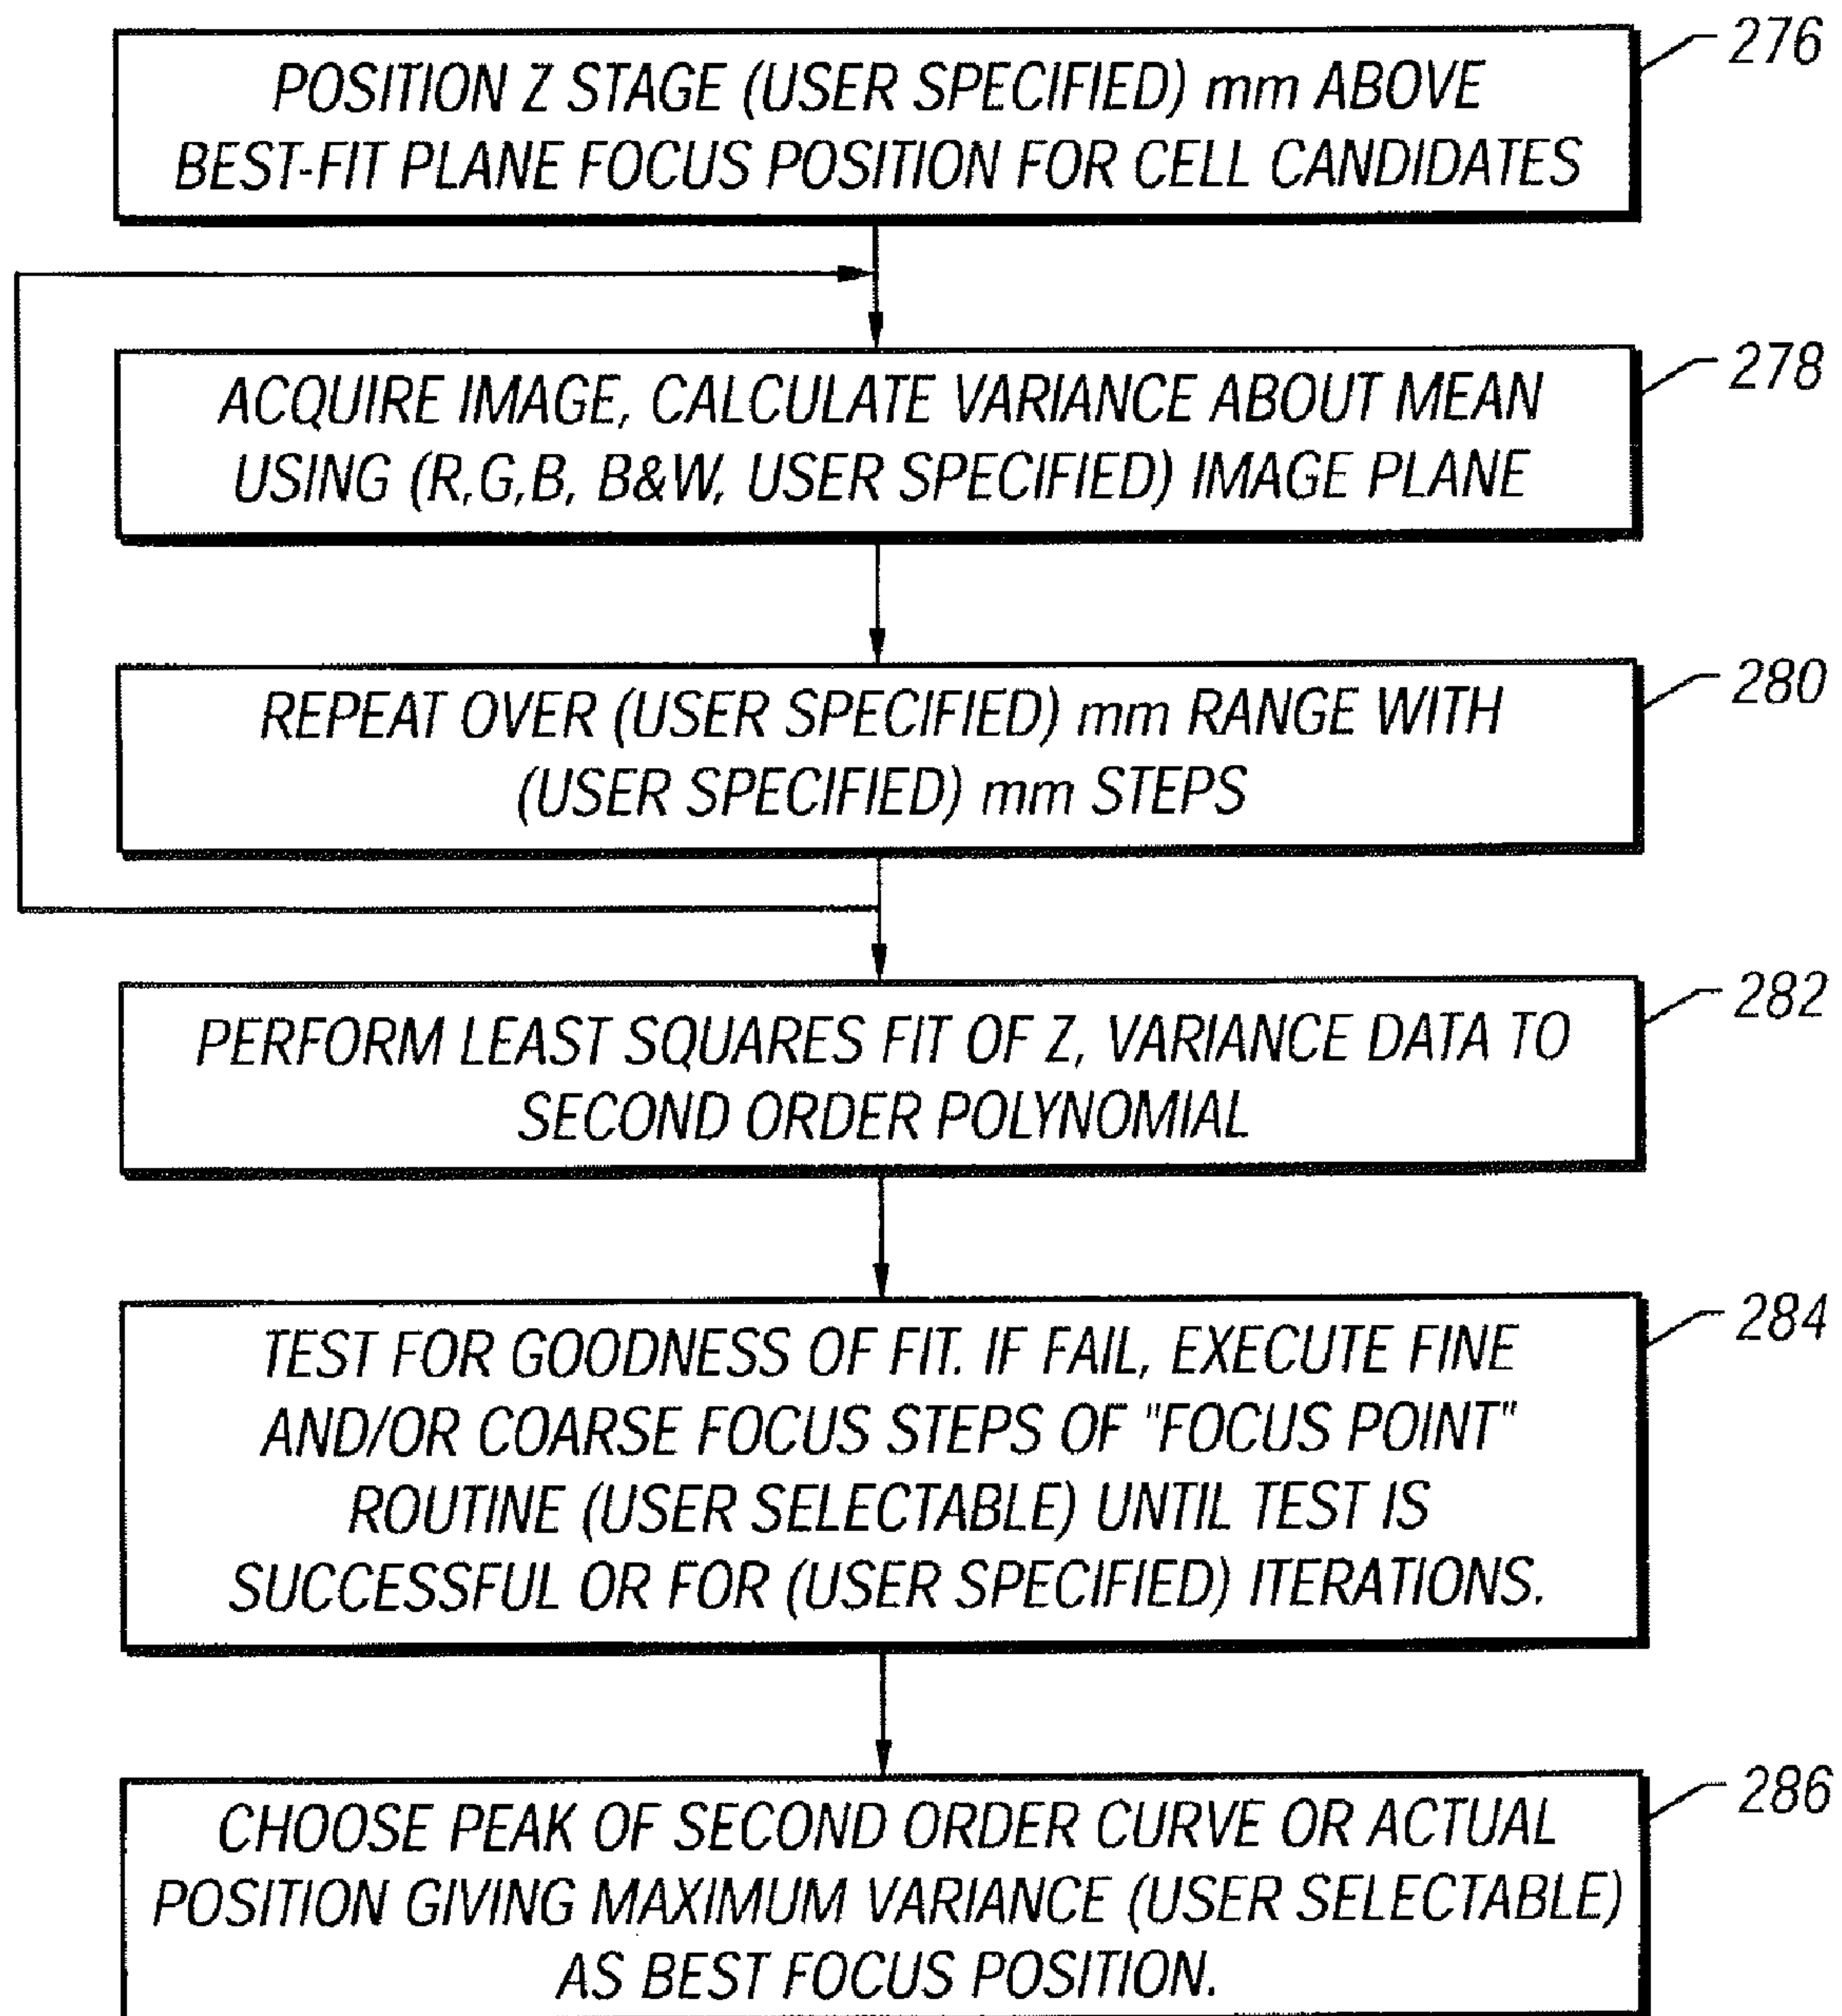 276
POSITION Z STAGE (USER SPECIFIED) mm ABOVE
BEST-FIT PLANE FOCUS POSITION FOR CELL CANDIDATES
278
ACQUIRE IMAGE, CALCULATE VARIANCE ABOUT MEAN
USING (R,G,B, B&W, USER SPECIFIED) IMAGE PLANE
280
REPEAT OVER (USER SPECIFIED) mm RANGE WITH
(USER SPECIFIED) mm STEPS
282
PERFORM LEAST SQUARES FIT OF Z, VARIANCE DATA TO
SECOND ORDER POLYNOMIAL
284
TEST FOR GOODNESS OF FIT. IF FAIL, EXECUTE FINE
AND/OR COARSE FOCUS STEPS OF "FOCUS POINT"
ROUTINE (USER SELECTABLE) UNTIL TEST IS
SUCCESSFUL OR FOR (USER SPECIFIED) ITERATIONS.
286
CHOOSE PEAK OF SECOND ORDER CURVE OR ACTUAL
POSITION GIVING MAXIMUM VARIANCE (USER SELECTABLE)
AS BEST FOCUS POSITION.